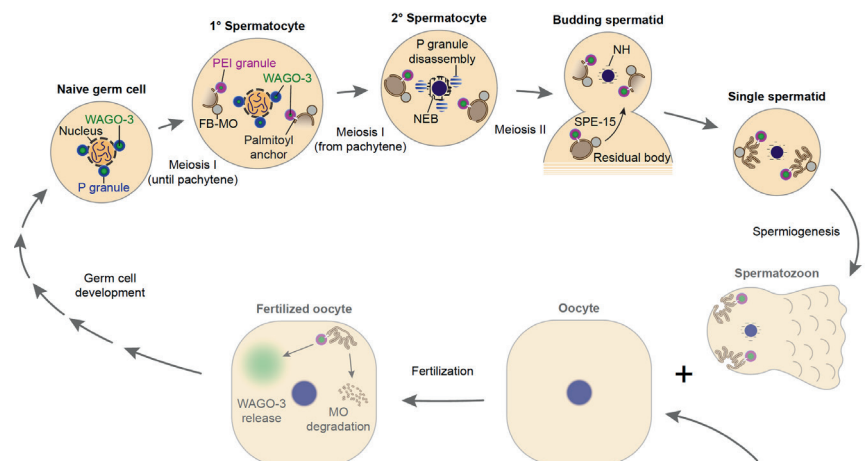 1° Spermatocyte
2° Spermatocyte
Budding spermatid
Naive germ cell
Single spermatid
PEI granule
WAGO-3
FB-MO
Palmitoyl
anchor
P granule
disassembly
NEB
NH
SPE-15
Residual body
WAGO-3
Nucleus
P granule
Meiosis I
(until pachytene)
Meiosis I
(from pachytene)
Meiosis II
Spermiogenesis
Spermatozoon
Germ cell
development
Fertilized oocyte
WAGO-3
release
MO
degradation
Fertilization
Oocyte
+